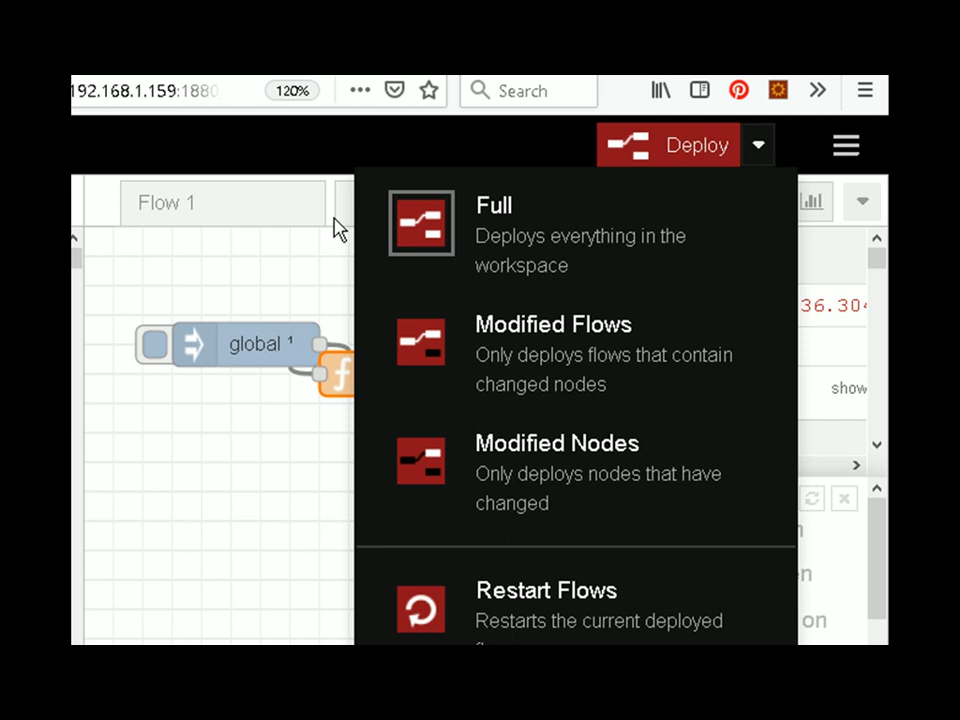 192.168.1.159:1880
120%
Search
Deploy
Flow 1
Full
Deploys everything in the
workspace
36.304
Modified Flows
Only deploys flows that contain
changed nodes
global ¹
f
show
Modified Nodes
Only deploys nodes that have
changed
Restart Flows
Restarts the current deployed
on